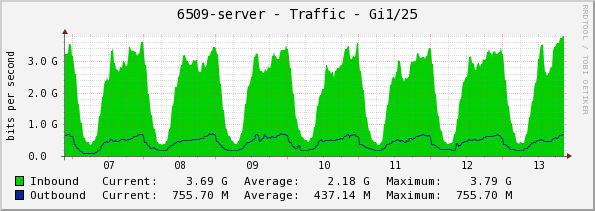 6509-server - Traffic - Gi1/25
RRDTOOL / TOBI OETIKER
bits per second
3.0 G
2.0 G
1.0 G
0.0
07 08 09 10 11 12 13
Inbound Current: 3.69 G Average: 2.18 G Maximum: 3.79 G
Outbound Current: 755.70 M Average: 437.14 M Maximum: 755.70 M